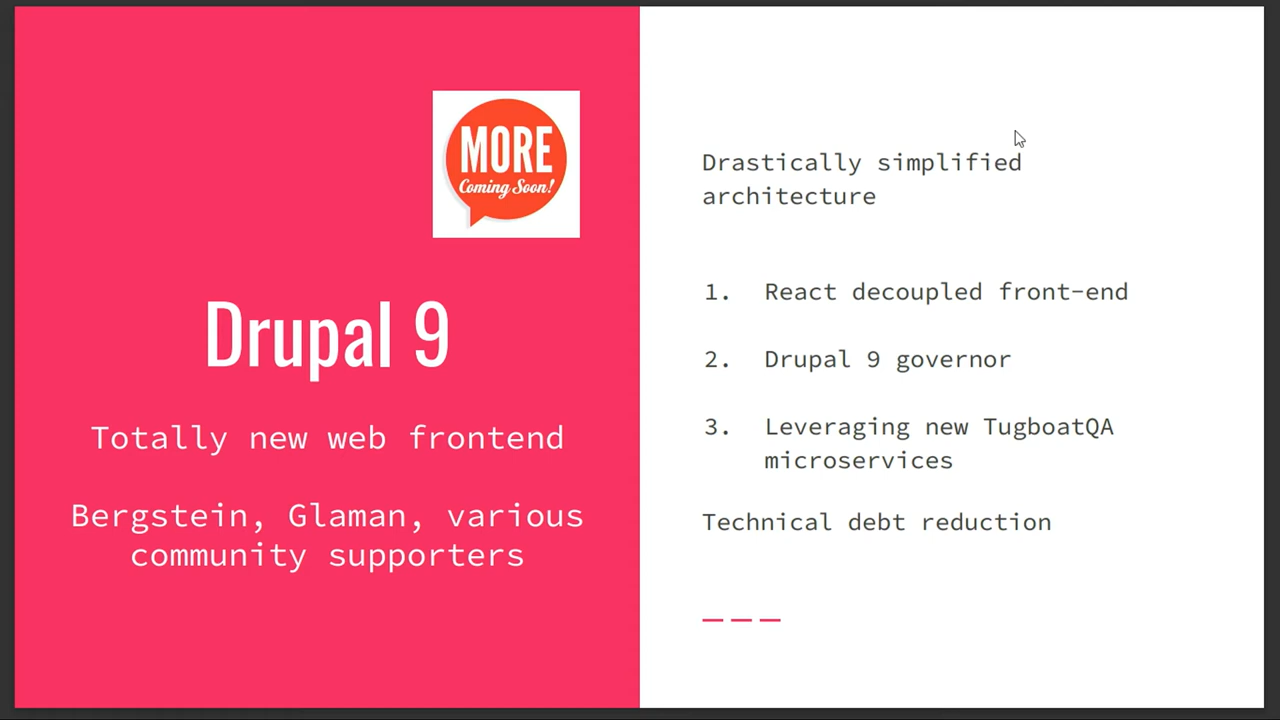 MORE
Coming Soon!
Drupal 9
Totally new web frontend
Bergstein, Glaman, various
community supporters
Drastically simplified
architecture
1. React decoupled front-end
2. Drupal 9 governor
3. Leveraging new TugboatQA
microservices
Technical debt reduction